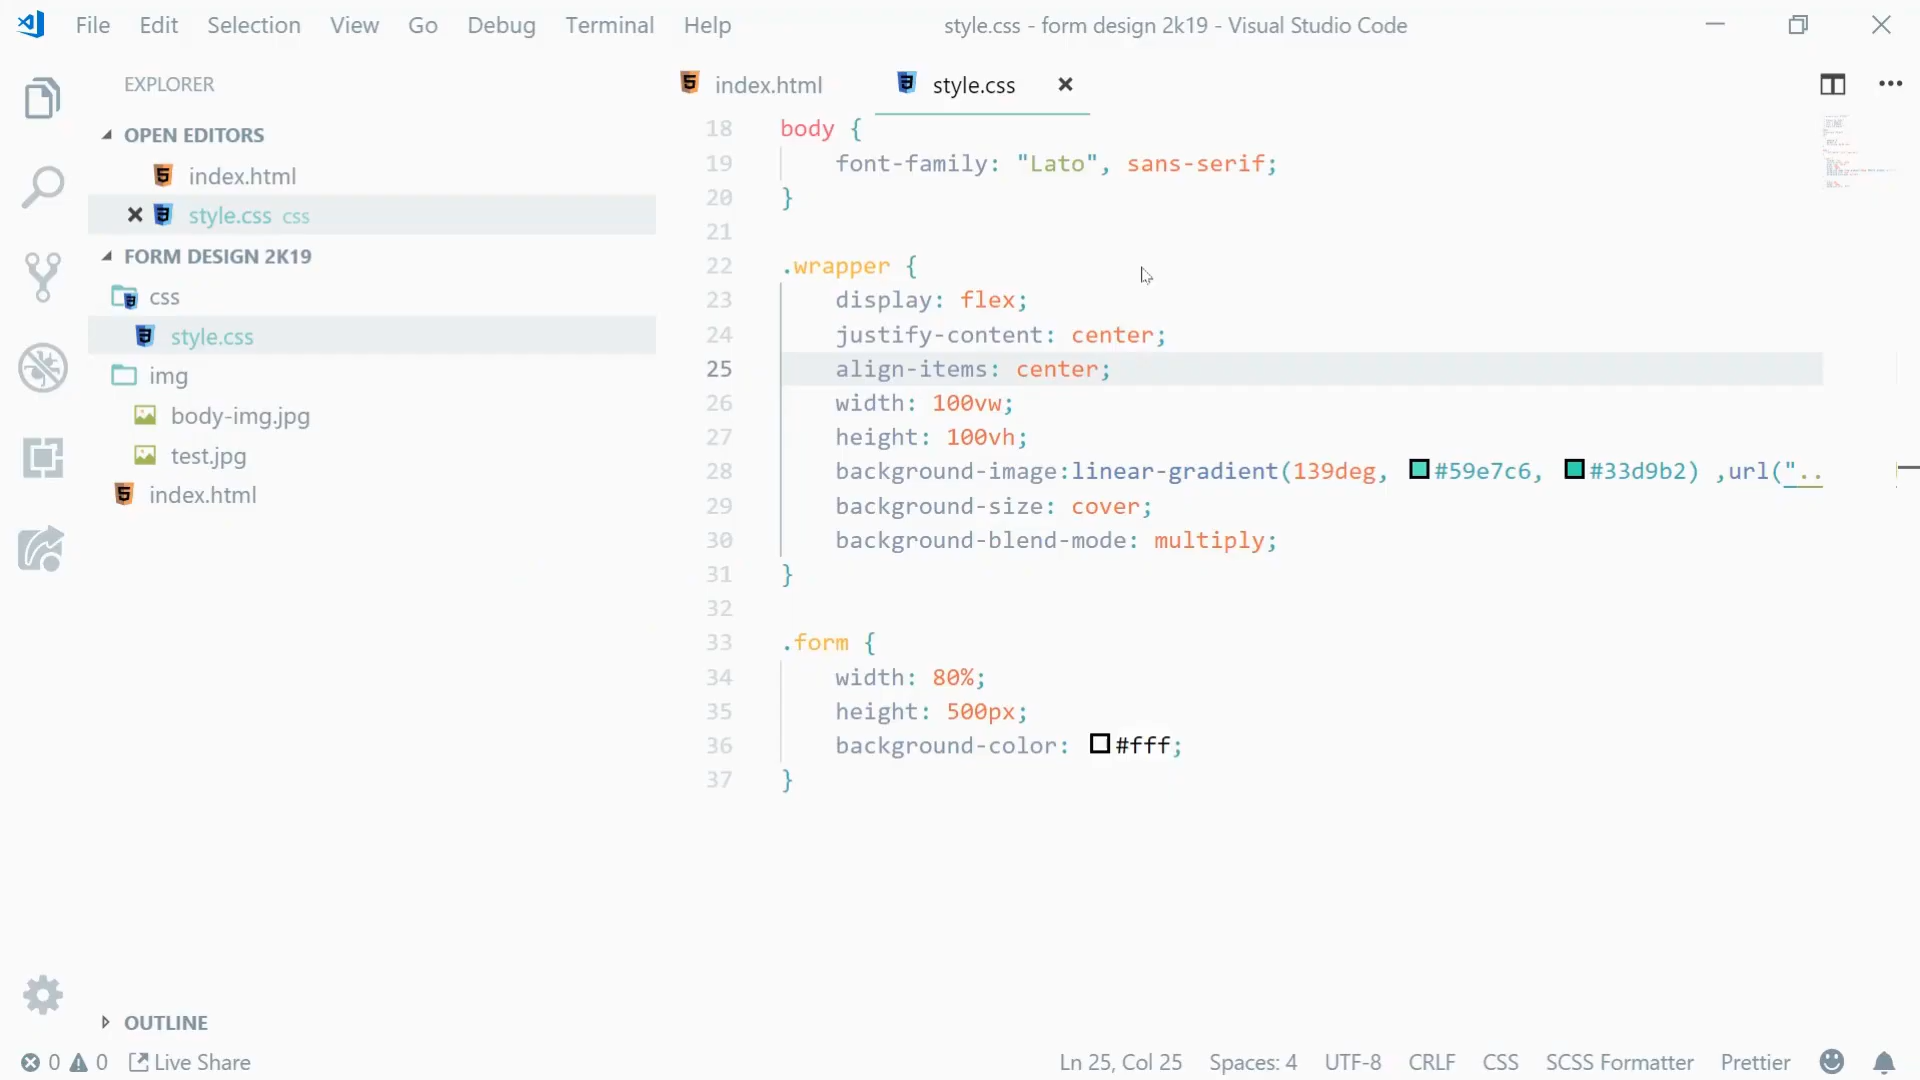 File Edit Selection View Go Debug Terminal Help
style.css - form design 2k19 - Visual Studio Code
EXPLORER
OPEN EDITORS
index.html
style.css css
FORM DESIGN 2K19
css
style.css
img
body-img.jpg
test.jpg
index.html
OUTLINE
index.html style.css
18 body {
19 font-family: "Lato", sans-serif;
20 }
21
22 .wrapper {
23 display: flex;
24 justify-content: center;
25 align-items: center;
26 width: 100vw;
27 height: 100vh;
28 background-image:linear-gradient(139deg, #59e7c6, #33d9b2) ,url("..
29 background-size: cover;
30 background-blend-mode: multiply;
31 }
32
33 .form {
34 width: 80%;
35 height: 500px;
36 background-color: #fff;
37 }
0 0 Live Share Ln 25, Col 25 Spaces: 4 UTF-8 CRLF CSS SCSS Formatter Prettier